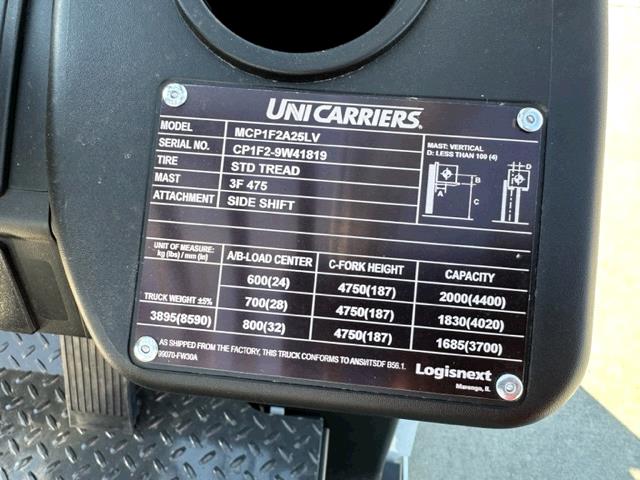 UNICARRIERS®
MODEL MCP1F2A25LV
SERIAL NO. CP1F2-9W41819
TIRE STD TREAD
MAST 3F 475
ATTACHMENT SIDE SHIFT
MAST: VERTICAL
D: LESS THAN 100 (4)
D
B
A
C
UNIT OF MEASURE:
kg (lbs) / mm (in)
A/B-LOAD CENTER C-FORK HEIGHT CAPACITY
600(24) 4750(187) 2000(4400)
TRUCK WEIGHT ±5%
700(28) 4750(187) 1830(4020)
3895(8590) 800(32) 4750(187) 1685(3700)
AS SHIPPED FROM THE FACTORY, THIS TRUCK CONFORMS TO ANSI/ITSDF B56.1.
99070-FW30A
Logisnext
Marengo, IL